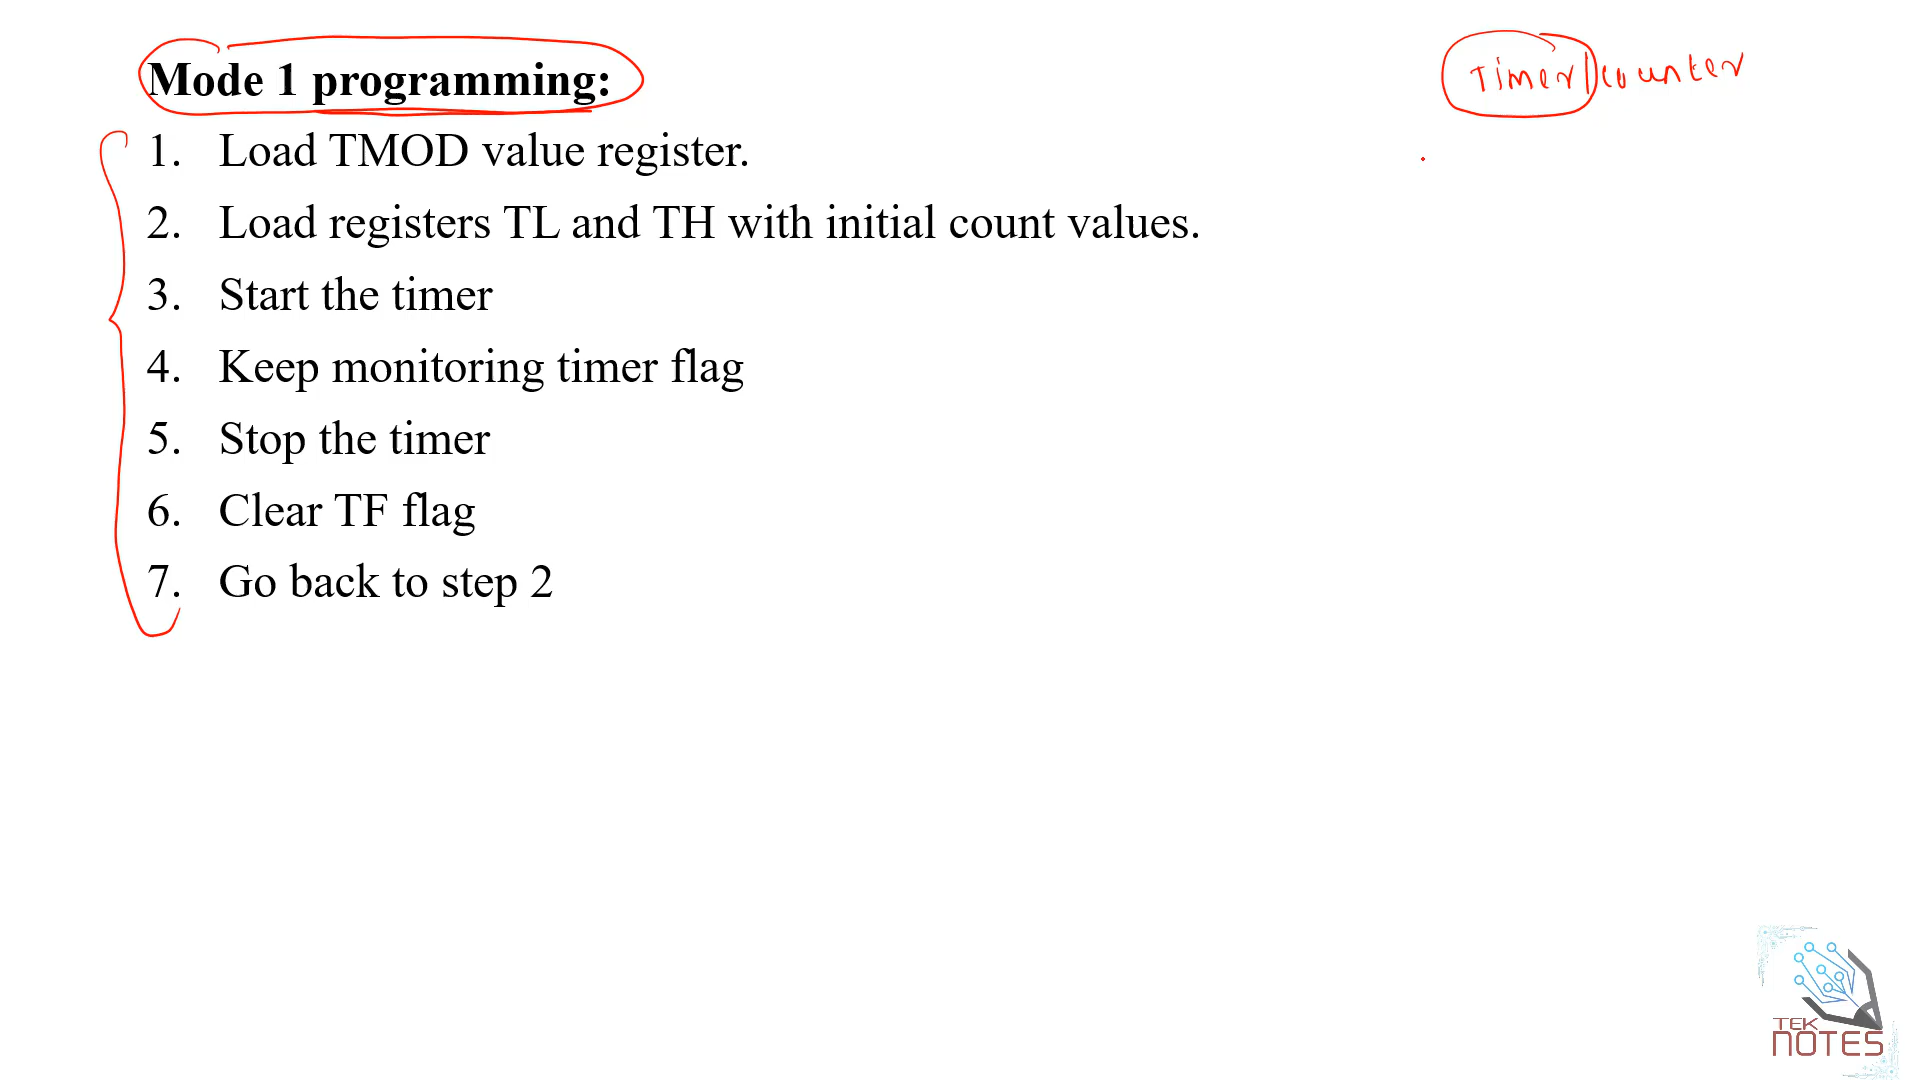 Mode 1 programming:
Timer/counter
1. Load TMOD value register.
2. Load registers TL and TH with initial count values.
3. Start the timer
4. Keep monitoring timer flag
5. Stop the timer
6. Clear TF flag
7. Go back to step 2
TEK
NOTES